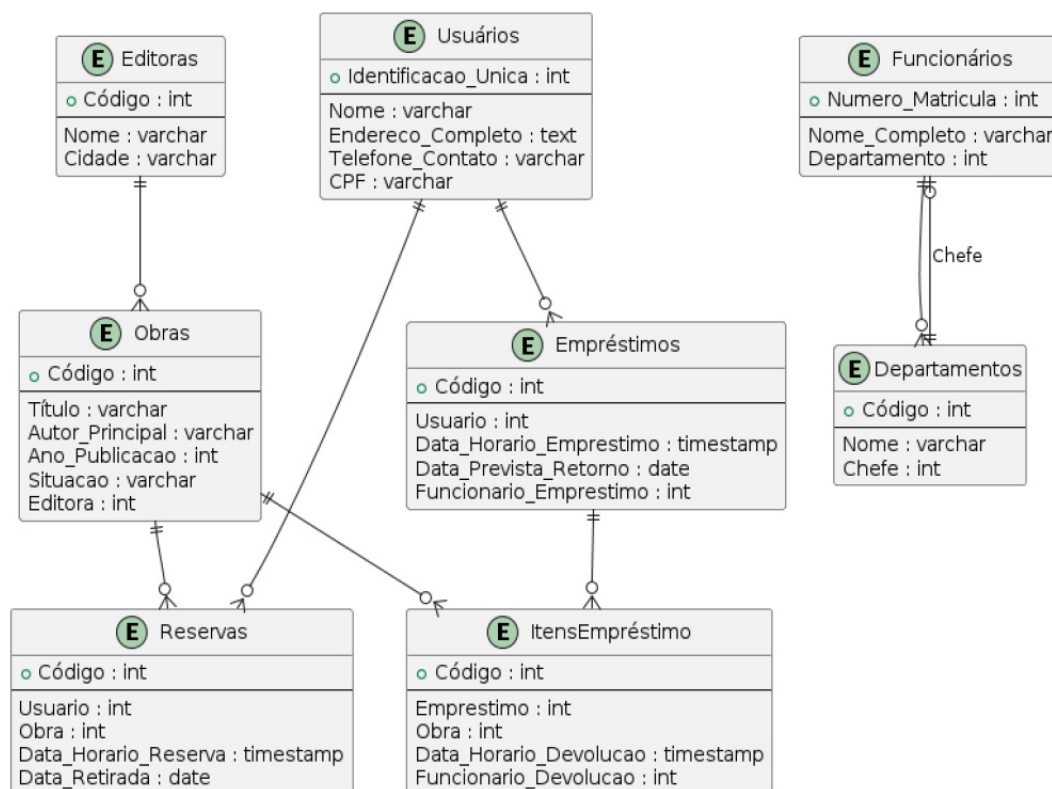 E Editoras
Código : int
Nome : varchar
Cidade : varchar
E Usuários
Identificacao_Unica : int
Nome : varchar
Endereco_Completo : text
Telefone_Contato : varchar
CPF : varchar
E Funcionários
Numero_Matricula : int
Nome_Completo : varchar
Departamento : int
Chefe
E Obras
Código : int
Título : varchar
Autor_Principal : varchar
Ano_Publicacao : int
Situacao : varchar
Editora : int
E Empréstimos
Código : int
Usuario : int
Data_Horario_Emprestimo : timestamp
Data_Prevista_Retorno : date
Funcionario_Emprestimo : int
E Departamentos
Código : int
Nome : varchar
Chefe : int
E Reservas
Código : int
Usuario : int
Obra : int
Data_Horario_Reserva : timestamp
Data_Retirada : date
E ItensEmpréstimo
Código : int
Emprestimo : int
Obra : int
Data_Horario_Devolucao : timestamp
Funcionario_Devolucao : int